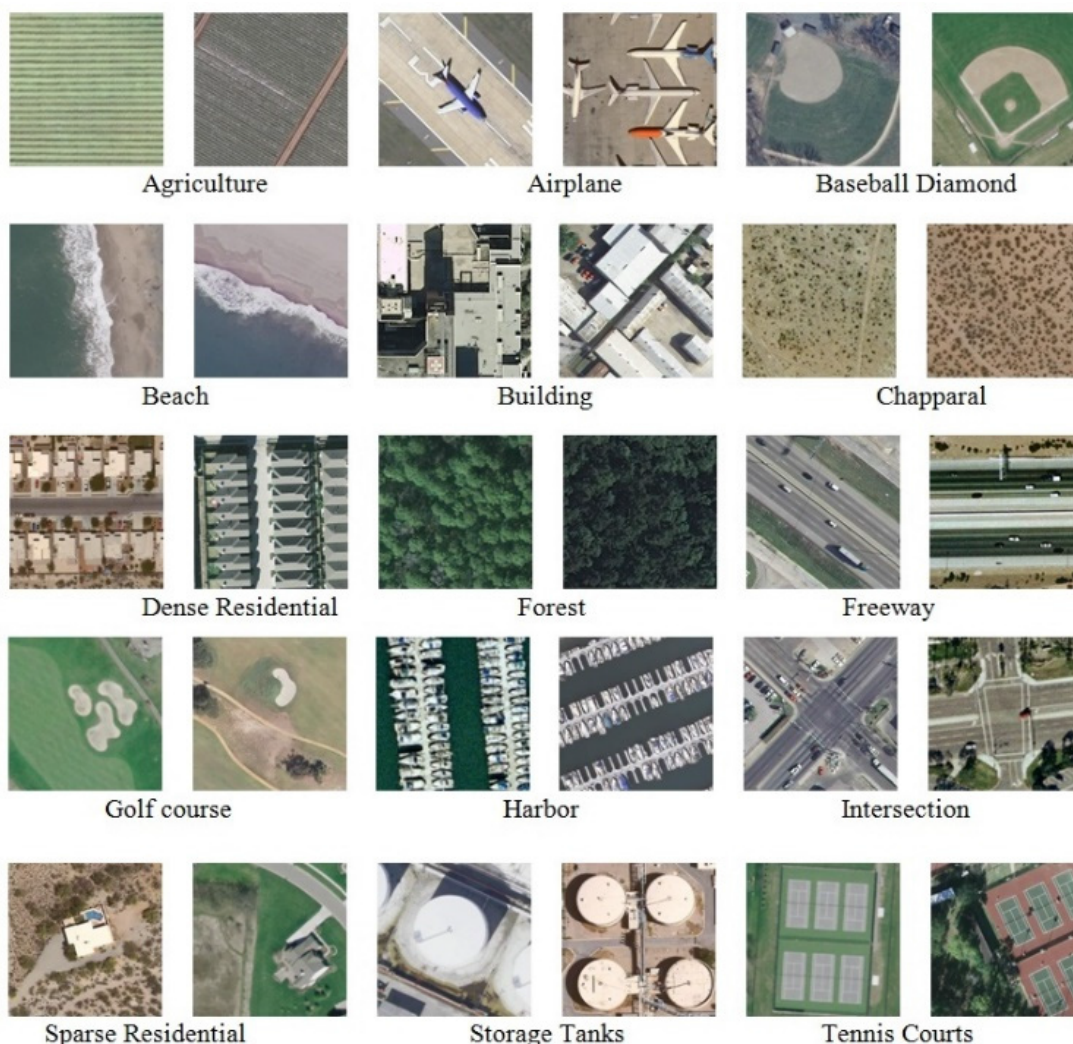 Agriculture
Airplane
Baseball Diamond
Beach
Building
Chapparal
Dense Residential
Forest
Freeway
Golf course
Harbor
Intersection
Sparse Residential
Storage Tanks
Tennis Courts